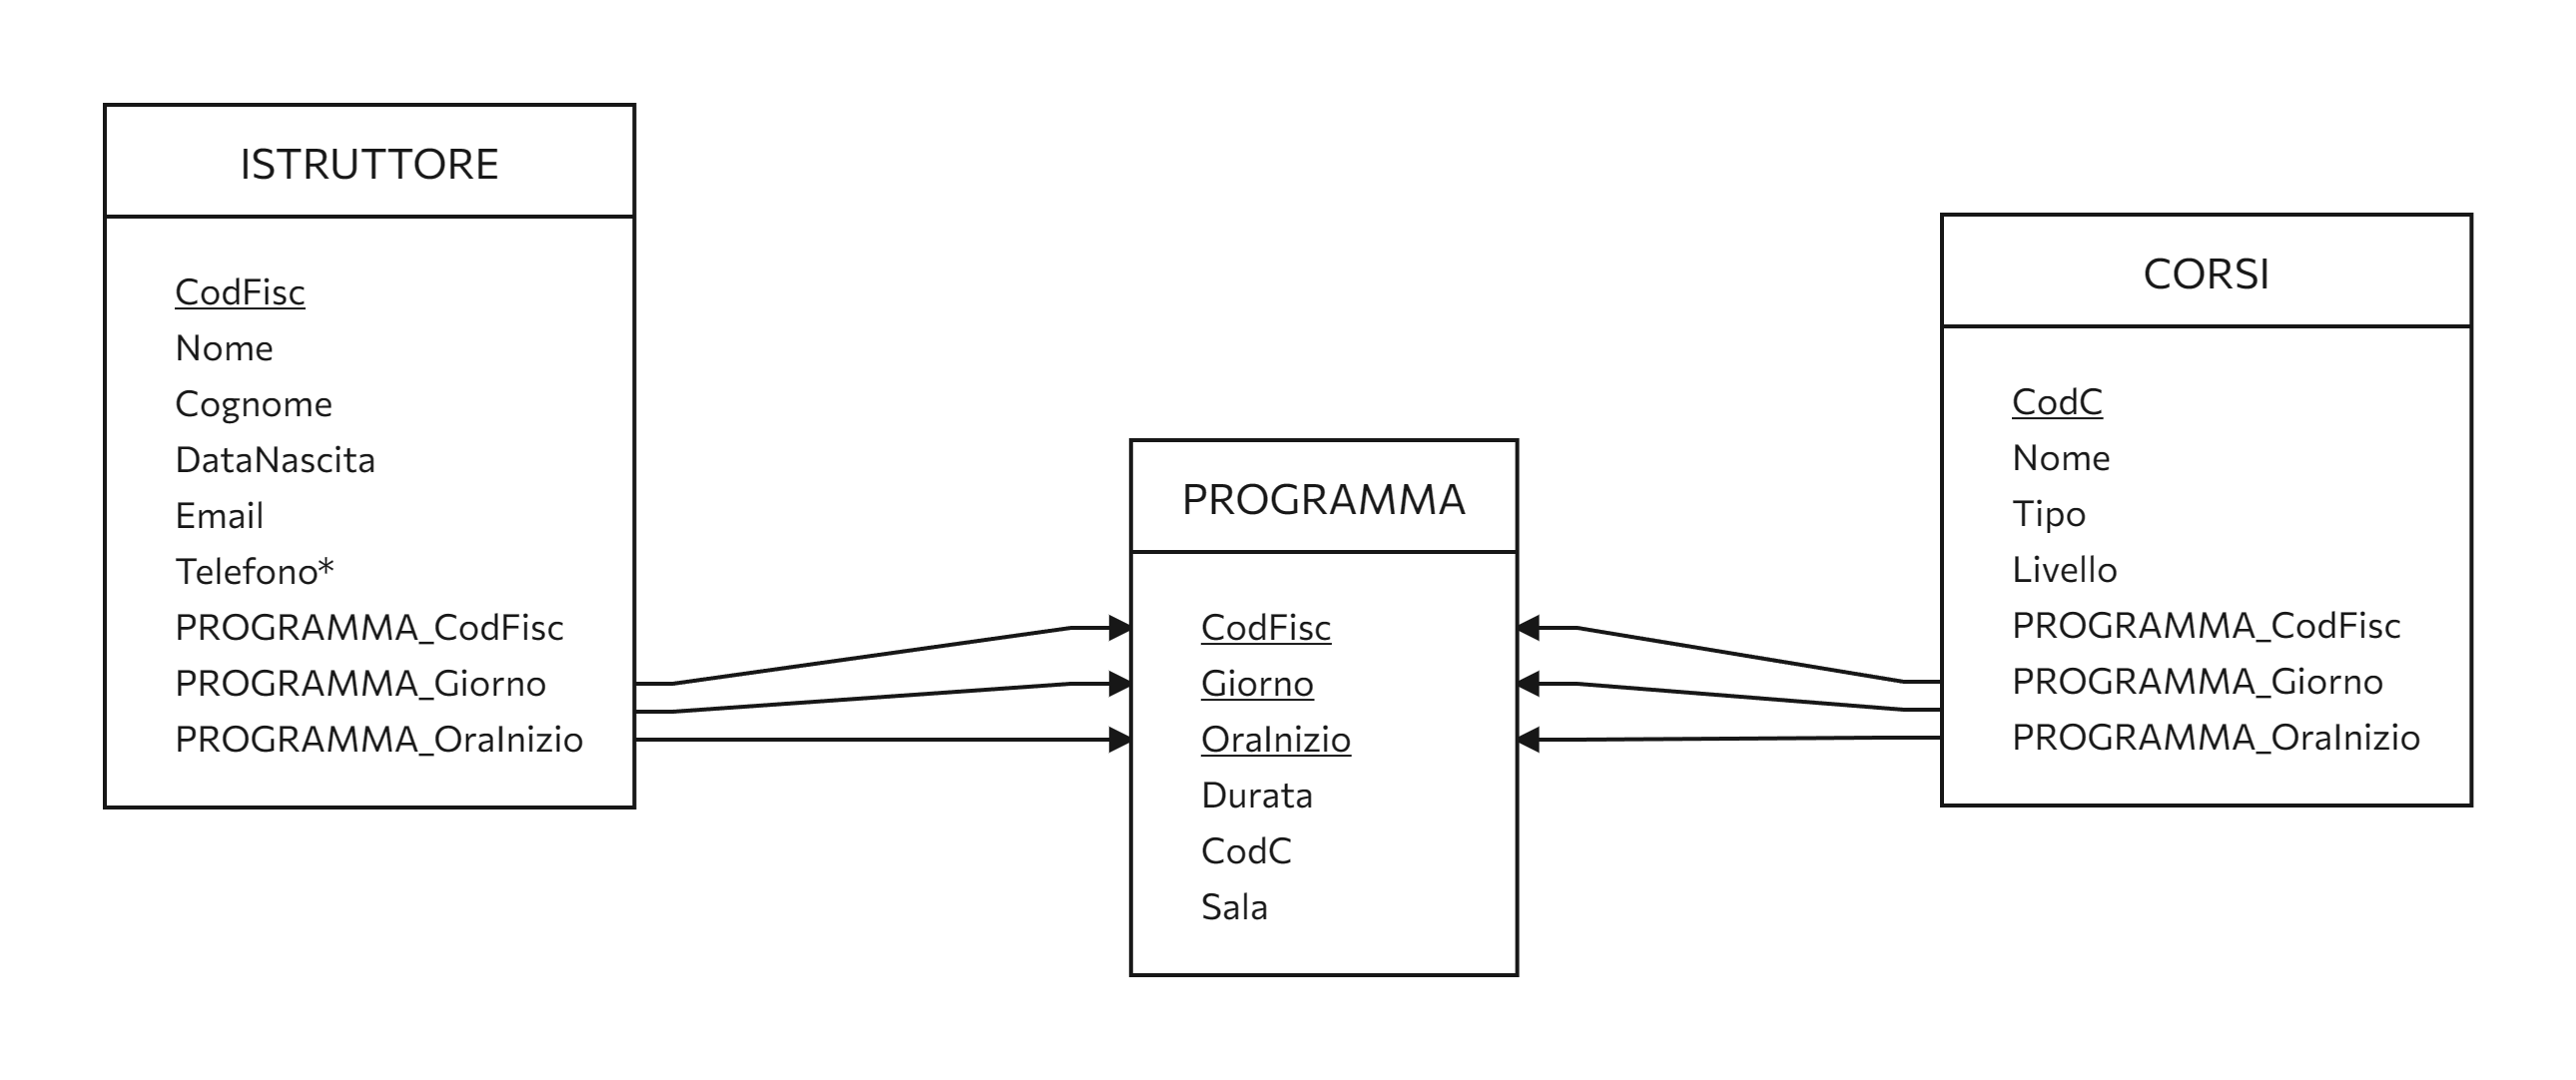 ISTRUTTORE
CodFisc
Nome
Cognome
DataNascita
Email
Telefono*
PROGRAMMA_CodFisc
PROGRAMMA_Giorno
PROGRAMMA_OraInizio
PROGRAMMA
CodFisc
Giorno
OraInizio
Durata
CodC
Sala
CORSI
CodC
Nome
Tipo
Livello
PROGRAMMA_CodFisc
PROGRAMMA_Giorno
PROGRAMMA_OraInizio